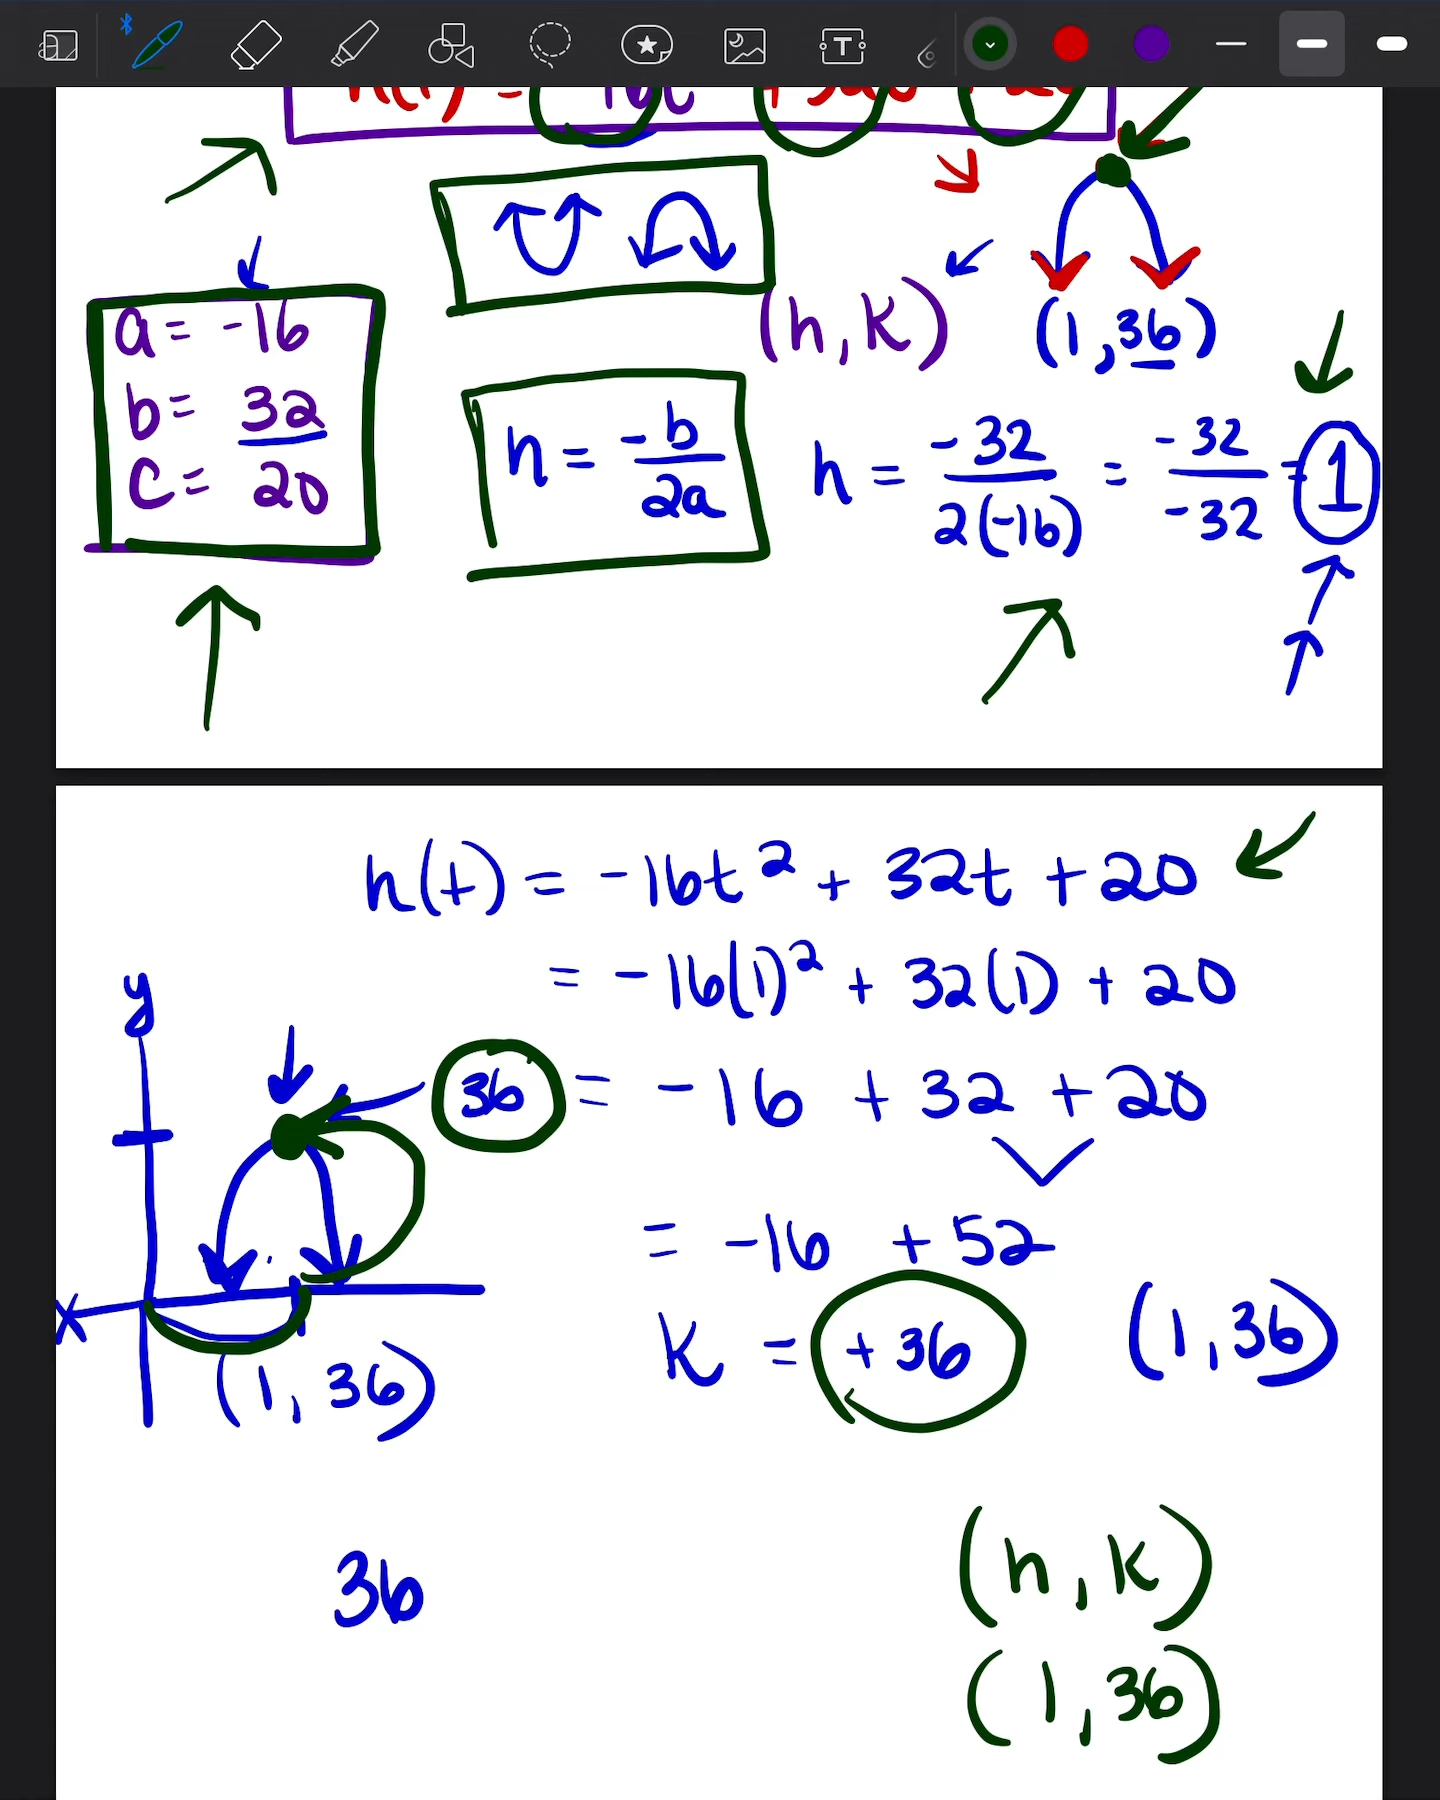 a = -16
b = 32
c = 20
(h, k)
(1, 36)
h = -b/2a
h = -32/2(-16) = -32/-32 = 1
h(t) = -16t² + 32t + 20
= -16(1)² + 32(1) + 20
36 = -16 + 32 + 20
= -16 + 52
k = +36
(1, 36)
y
x
(1, 36)
36
(h, k)
(1, 36)